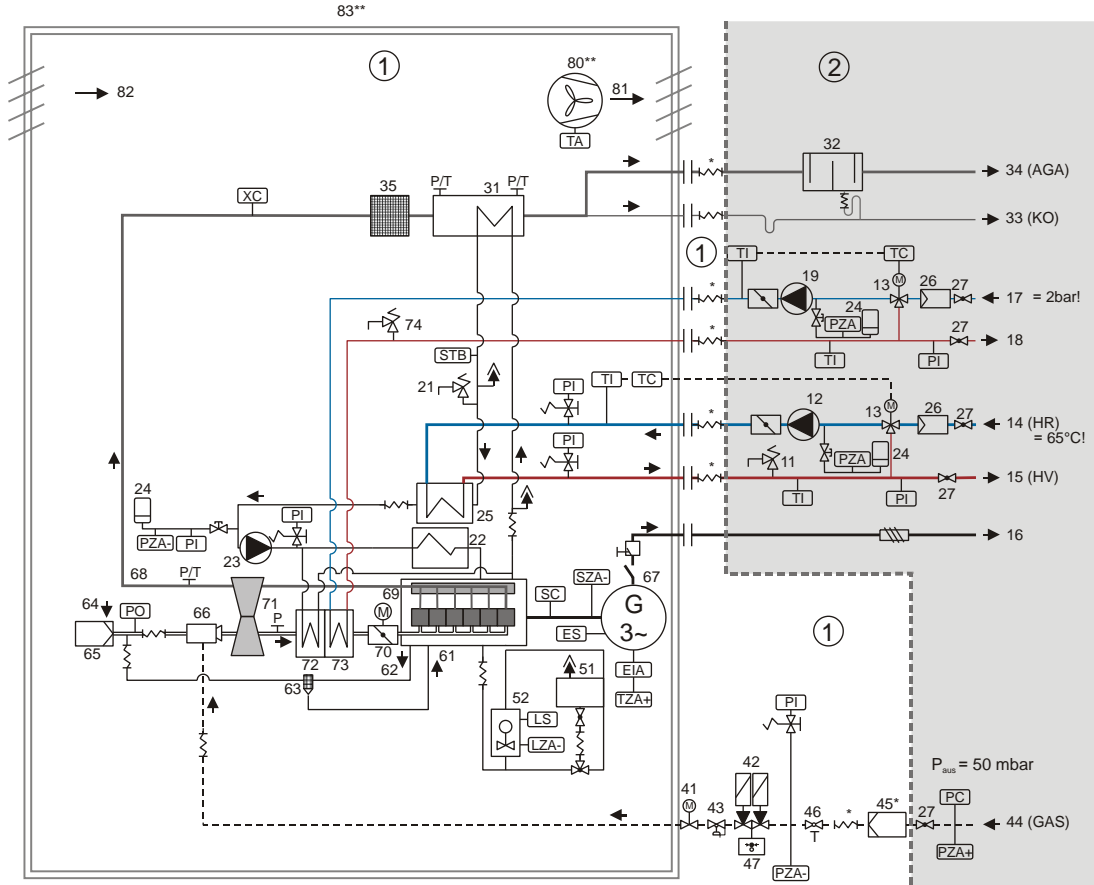 83**
1
80**
2
82
81
TA
32
34 (AGA)
35
P/T
31
P/T
XC
33 (KO)
1
TI
TC
19
13
M
26
27
17 = 2bar!
24
PZA
74
27
18
STB
TI
PI
21
PI
TI
TC
12
13
M
26
27
14 (HR)
= 65°C!
PI
11
PZA
24
15 (HV)
TI
PI
27
24
25
PI
PZA-
PI
23
22
16
68
P/T
69
SZA-
67
64
PO
66
71
P
M
SC
G
3~
1
65
70
ES
72
73
62
61
EIA
63
51
TZA+
52
LS
LZA-
PI
P aus = 50 mbar
41
42
M
43
46
*
45*
27
PC
44 (GAS)
47
PZA-
PZA+
*
*
*
*
*
*